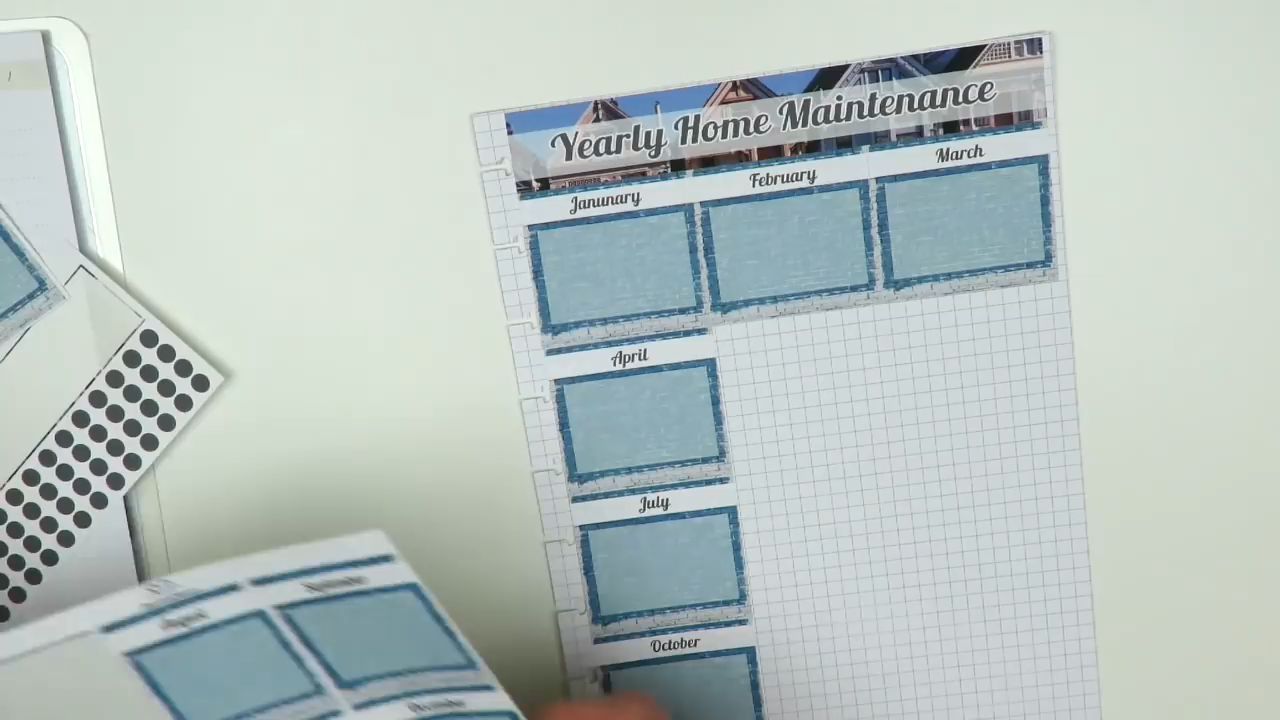 Yearly Home Maintenance
Janunary
February
March
April
July
October